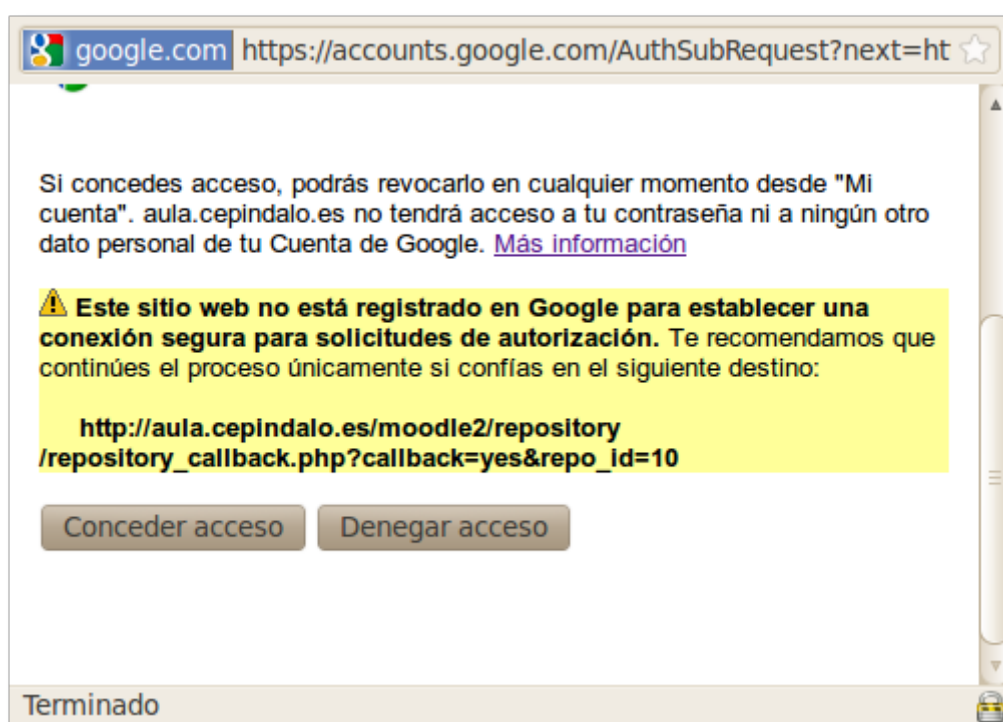 google.com https://accounts.google.com/AuthSubRequest?next=ht
Si concedes acceso, podrás revocarlo en cualquier momento desde "Mi
cuenta". aula.cepindalo.es no tendrá acceso a tu contraseña ni a ningún otro
dato personal de tu Cuenta de Google. Más información
Este sitio web no está registrado en Google para establecer una
conexión segura para solicitudes de autorización. Te recomendamos que
continúes el proceso únicamente si confías en el siguiente destino:
http://aula.cepindalo.es/moodle2/repository
/repository_callback.php?callback=yes&repo_id=10
Conceder acceso Denegar acceso
Terminado